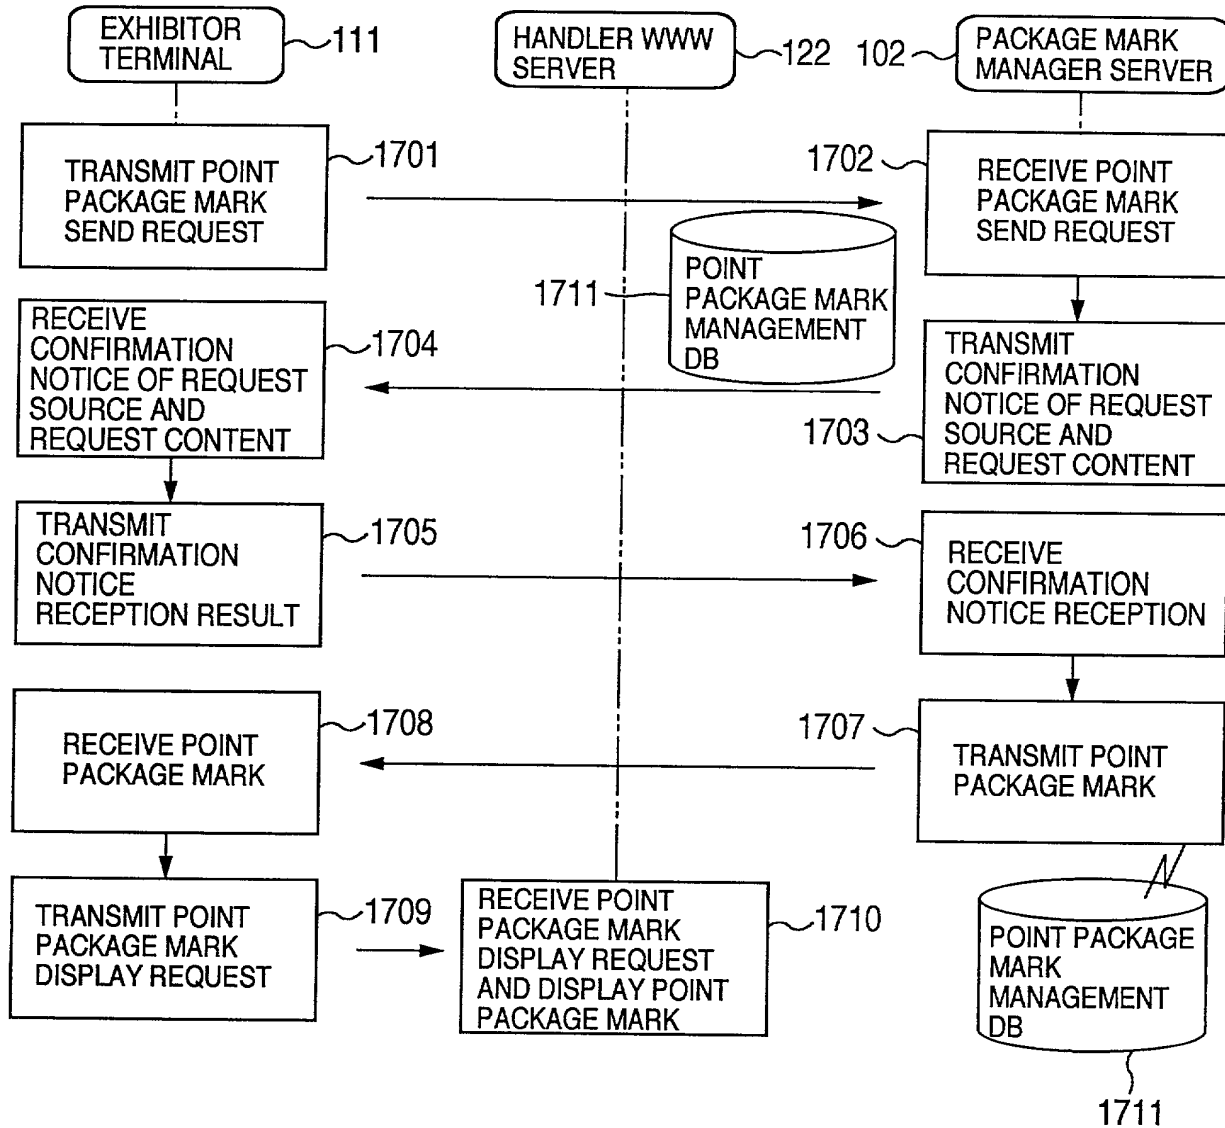 EXHIBITOR
TERMINAL
111
HANDLER WWW
SERVER
122
102
PACKAGE MARK
MANAGER SERVER
TRANSMIT POINT
PACKAGE MARK
SEND REQUEST
1701
1702
RECEIVE POINT
PACKAGE MARK
SEND REQUEST
POINT
PACKAGE MARK
MANAGEMENT
DB
1711
RECEIVE
CONFIRMATION
NOTICE OF REQUEST
SOURCE AND
REQUEST CONTENT
1704
1703
TRANSMIT
CONFIRMATION
NOTICE OF REQUEST
SOURCE AND
REQUEST CONTENT
TRANSMIT
CONFIRMATION
NOTICE
RECEPTION RESULT
1705
1706
RECEIVE
CONFIRMATION
NOTICE RECEPTION
RECEIVE POINT
PACKAGE MARK
1708
1707
TRANSMIT POINT
PACKAGE MARK
TRANSMIT POINT
PACKAGE MARK
DISPLAY REQUEST
1709
RECEIVE POINT
PACKAGE MARK
DISPLAY REQUEST
AND DISPLAY POINT
PACKAGE MARK
1710
POINT PACKAGE
MARK
MANAGEMENT
DB
1711